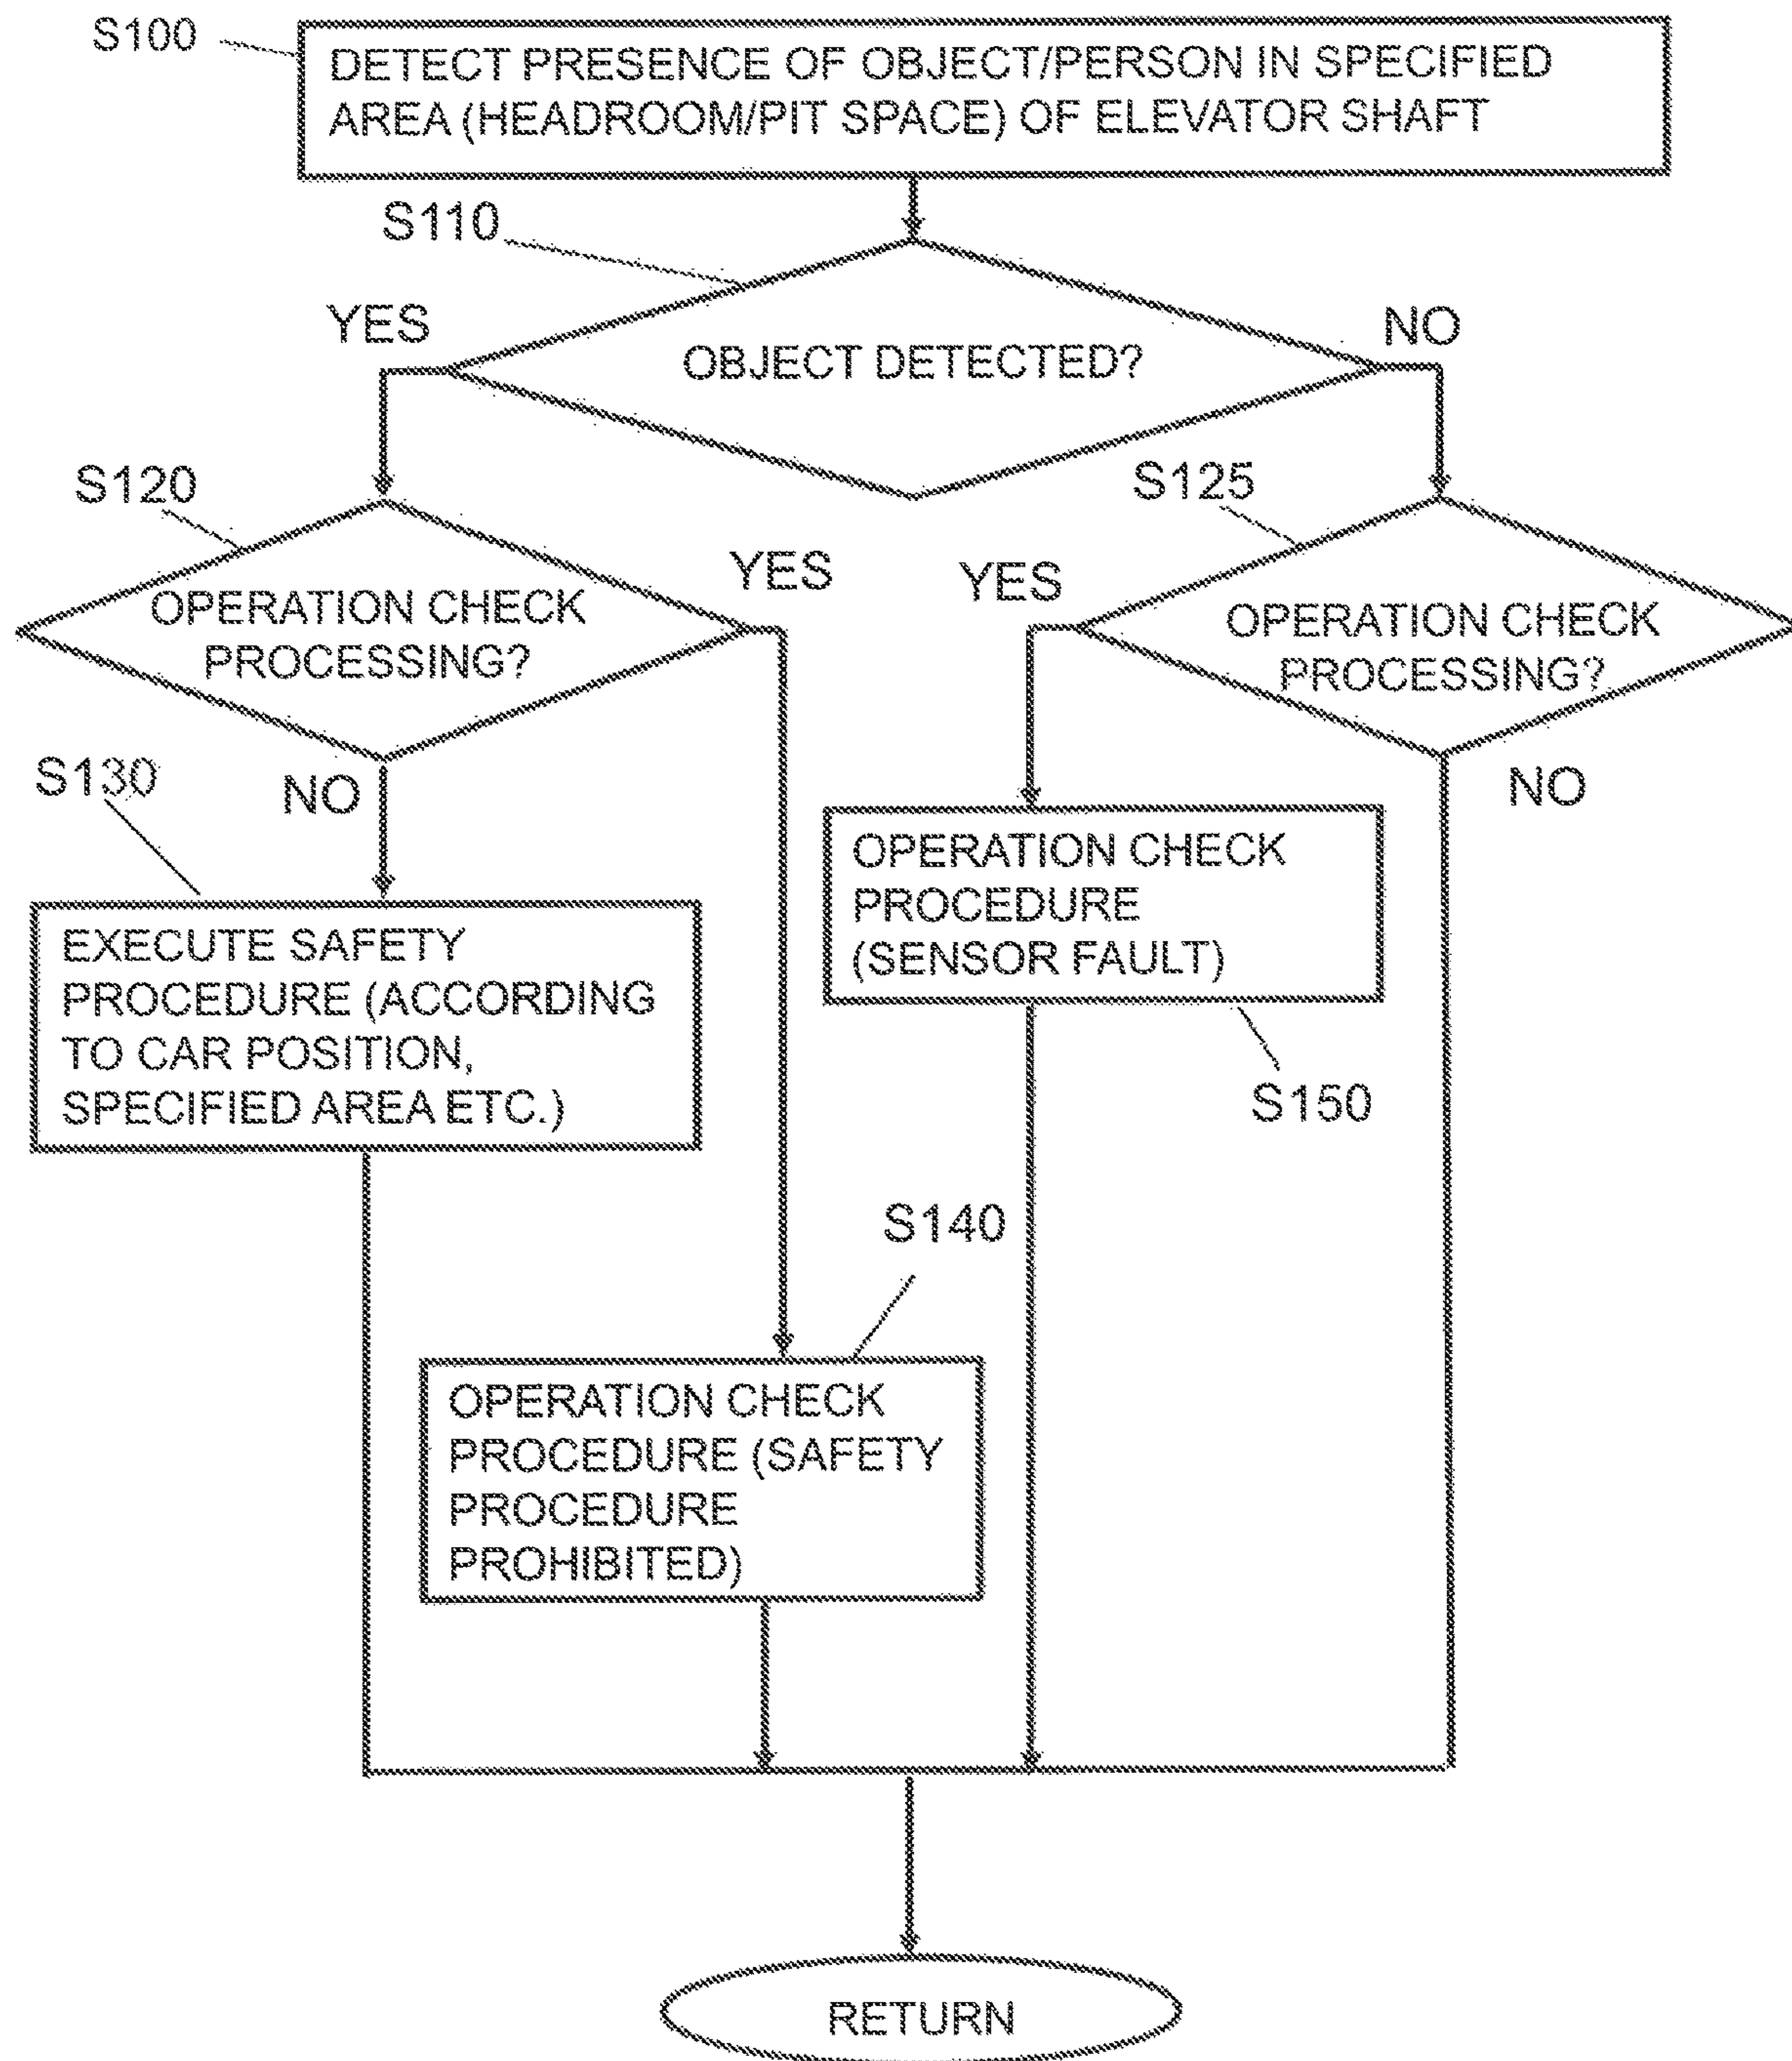 S100
DETECT PRESENCE OF OBJECT/PERSON IN SPECIFIED
AREA (HEADROOM/PIT SPACE) OF ELEVATOR SHAFT
S110
YES
NO
OBJECT DETECTED?
S120
S125
YES
YES
OPERATION CHECK
PROCESSING?
OPERATION CHECK
PROCESSING?
S130
NO
NO
OPERATION CHECK
PROCEDURE
(SENSOR FAULT)
EXECUTE SAFETY
PROCEDURE (ACCORDING
TO CAR POSITION,
SPECIFIED AREA ETC.)
S150
S140
OPERATION CHECK
PROCEDURE (SAFETY
PROCEDURE
PROHIBITED)
RETURN